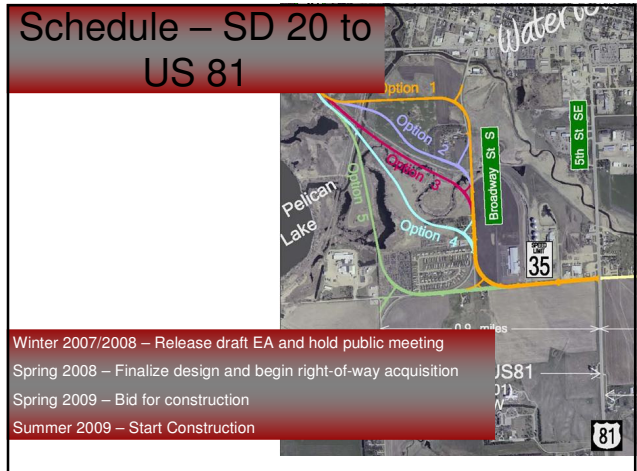 Schedule – SD 20 to
US 81
Option 1
Option 2
Option 3
Option 4
Option 5
Pelican
Lake
Broadway St S
5th St SE
SPEED
LIMIT
35
0.9 miles
US81
Winter 2007/2008 – Release draft EA and hold public meeting
Spring 2008 – Finalize design and begin right-of-way acquisition
Spring 2009 – Bid for construction
Summer 2009 – Start Construction
81